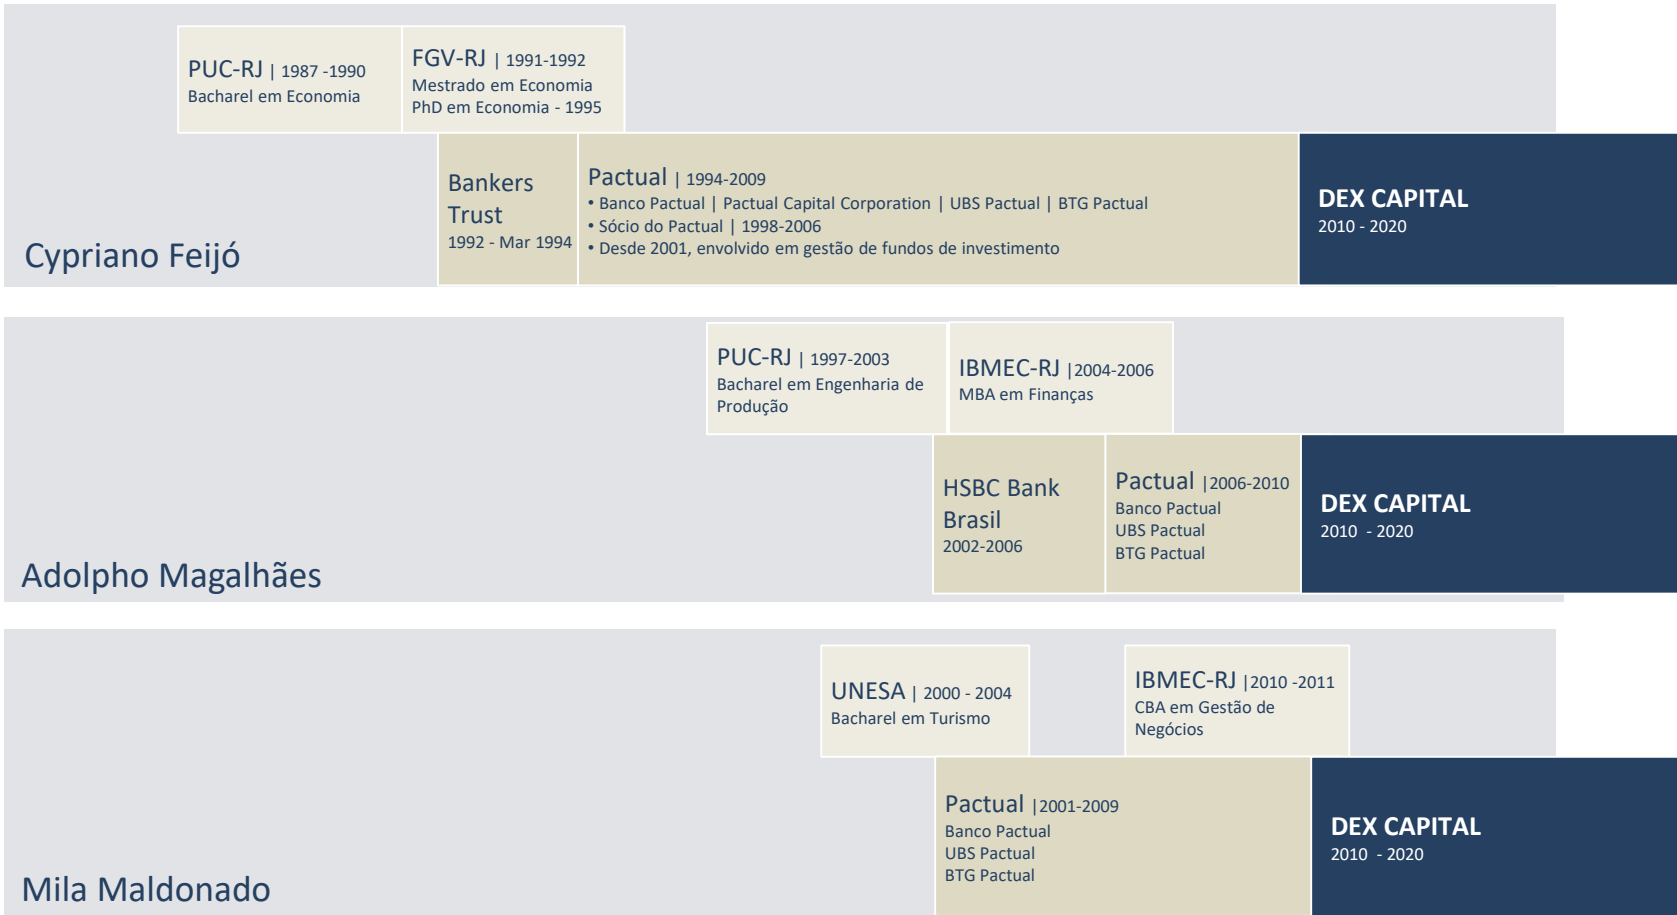 PUC-RJ | 1987 -1990
Bacharel em Economia
FGV-RJ | 1991-1992
Mestrado em Economia
PhD em Economia - 1995
Bankers
Trust
1992 - Mar 1994
Pactual | 1994-2009
• Banco Pactual | Pactual Capital Corporation | UBS Pactual | BTG Pactual
• Sócio do Pactual | 1998-2006
• Desde 2001, envolvido em gestão de fundos de investimento
DEX CAPITAL
2010 - 2020
Cypriano Feijó
PUC-RJ | 1997-2003
Bacharel em Engenharia de
Produção
IBMEC-RJ |2004-2006
MBA em Finanças
HSBC Bank
Brasil
2002-2006
Pactual |2006-2010
Banco Pactual
UBS Pactual
BTG Pactual
DEX CAPITAL
2010 - 2020
Adolpho Magalhães
UNESA | 2000 - 2004
Bacharel em Turismo
IBMEC-RJ |2010 -2011
CBA em Gestão de
Negócios
Pactual |2001-2009
Banco Pactual
UBS Pactual
BTG Pactual
DEX CAPITAL
2010 - 2020
Mila Maldonado